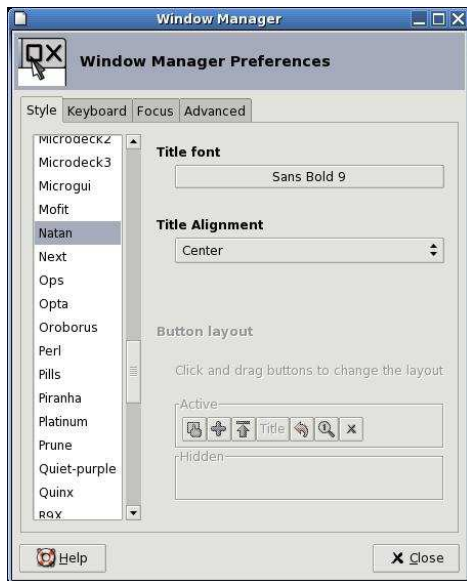 Window Manager
Window Manager Preferences
Style Keyboard Focus Advanced
Microdeck2
Microdeck3
Microgui
Mofit
Natan
Next
Ops
Opta
Oroborus
Perl
Pills
Piranha
Platinum
Prune
Quiet-purple
Quinx
R9X
Title font
Sans Bold 9
Title Alignment
Center
Button layout
Click and drag buttons to change the layout
Active
Title
Hidden
Help
Close